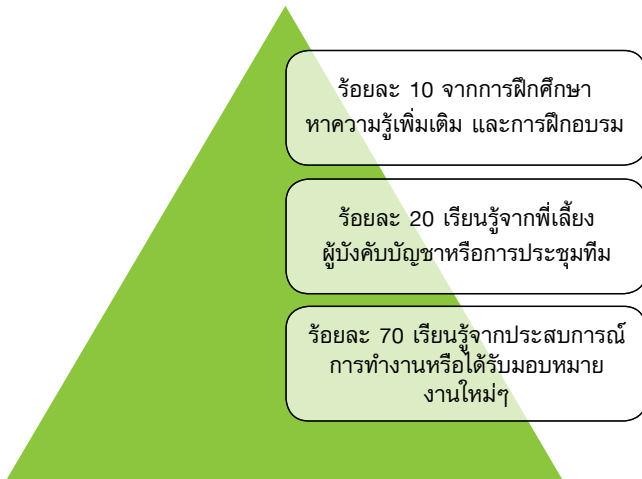 ร้อยละ 10 จากการฝึกศึกษา
หาความรู้เพิ่มเติม และการฝึกอบรม
ร้อยละ 20 เรียนรู้จากพี่เลี้ยง
ผู้บังคับบัญชาหรือการประชุมทีม
ร้อยละ 70 เรียนรู้จากประสบการณ์
การทำงานหรือได้รับมอบหมาย
งานใหม่ๆ